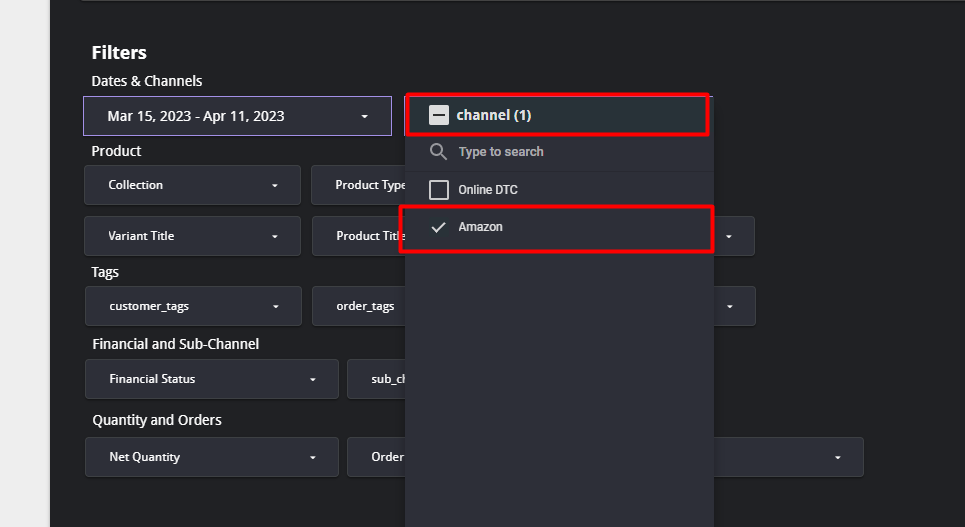 Filters
Dates & Channels
Mar 15, 2023 - Apr 11, 2023
channel (1)
Type to search
Online DTC
Amazon
Product
Collection
Product Type
Variant Title
Product Title
Tags
customer_tags
order_tags
Financial and Sub-Channel
Financial Status
sub_ch
Quantity and Orders
Net Quantity
Order